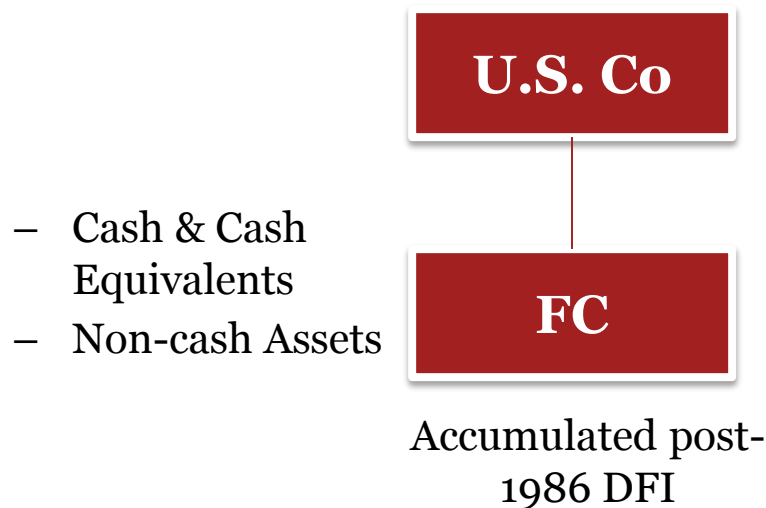 U.S. Co
– Cash & Cash
Equivalents
– Non-cash Assets
FC
Accumulated post-
1986 DFI